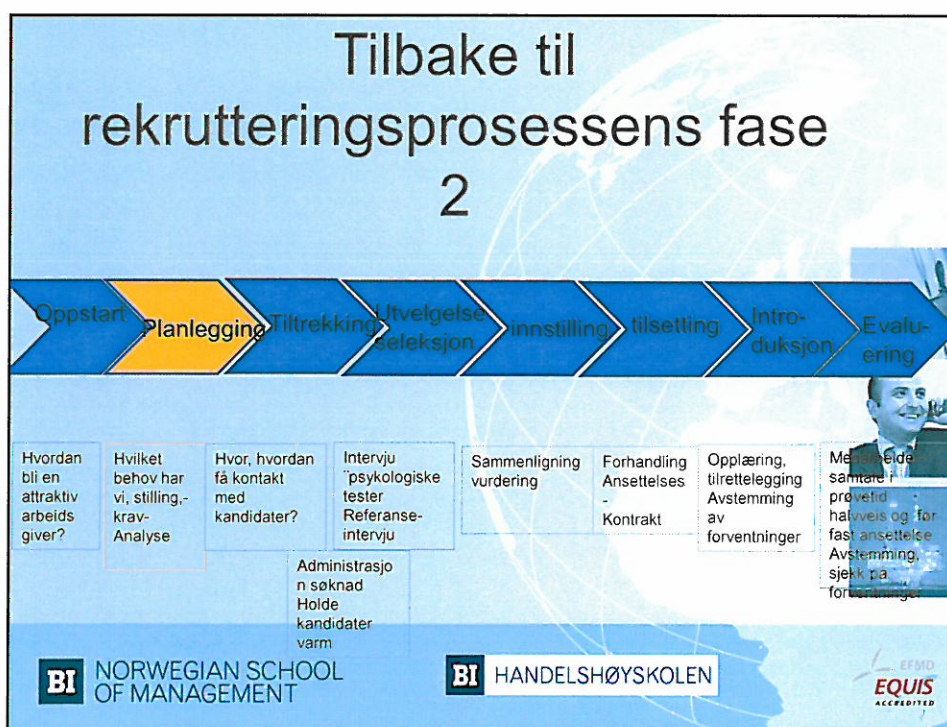 Tilbake til
rekrutteringsprosessens fase
2
Oppstart
Planlegging
Tiltrekking
Utvelgelse
seleksjon
innstilling
tilsetting
Intro-
duksjon
Evalu-
ering
Hvordan
bli en
attraktiv
arbeids
giver?
Hvilket
behov har
vi, stilling,-
krav-
Analyse
Hvor, hvordan
få kontakt
med
kandidater?
Administrasjo
n søknad
Holde
kandidater
varm
Intervju
¨psykologiske
tester
Referanse-
intervju
Sammenligning
vurdering
Forhandling
Ansettelses
-
Kontrakt
Opplæring,
tilrettelegging
Avstemming
av
forventninger
Medarbeider
samtale i
prøvetid
halvveis og før
fast ansettelse
Avstemming,
sjekk på
forventninger
BI NORWEGIAN SCHOOL
OF MANAGEMENT
BI HANDELSHØYSKOLEN
EFMD
EQUIS
ACCREDITED